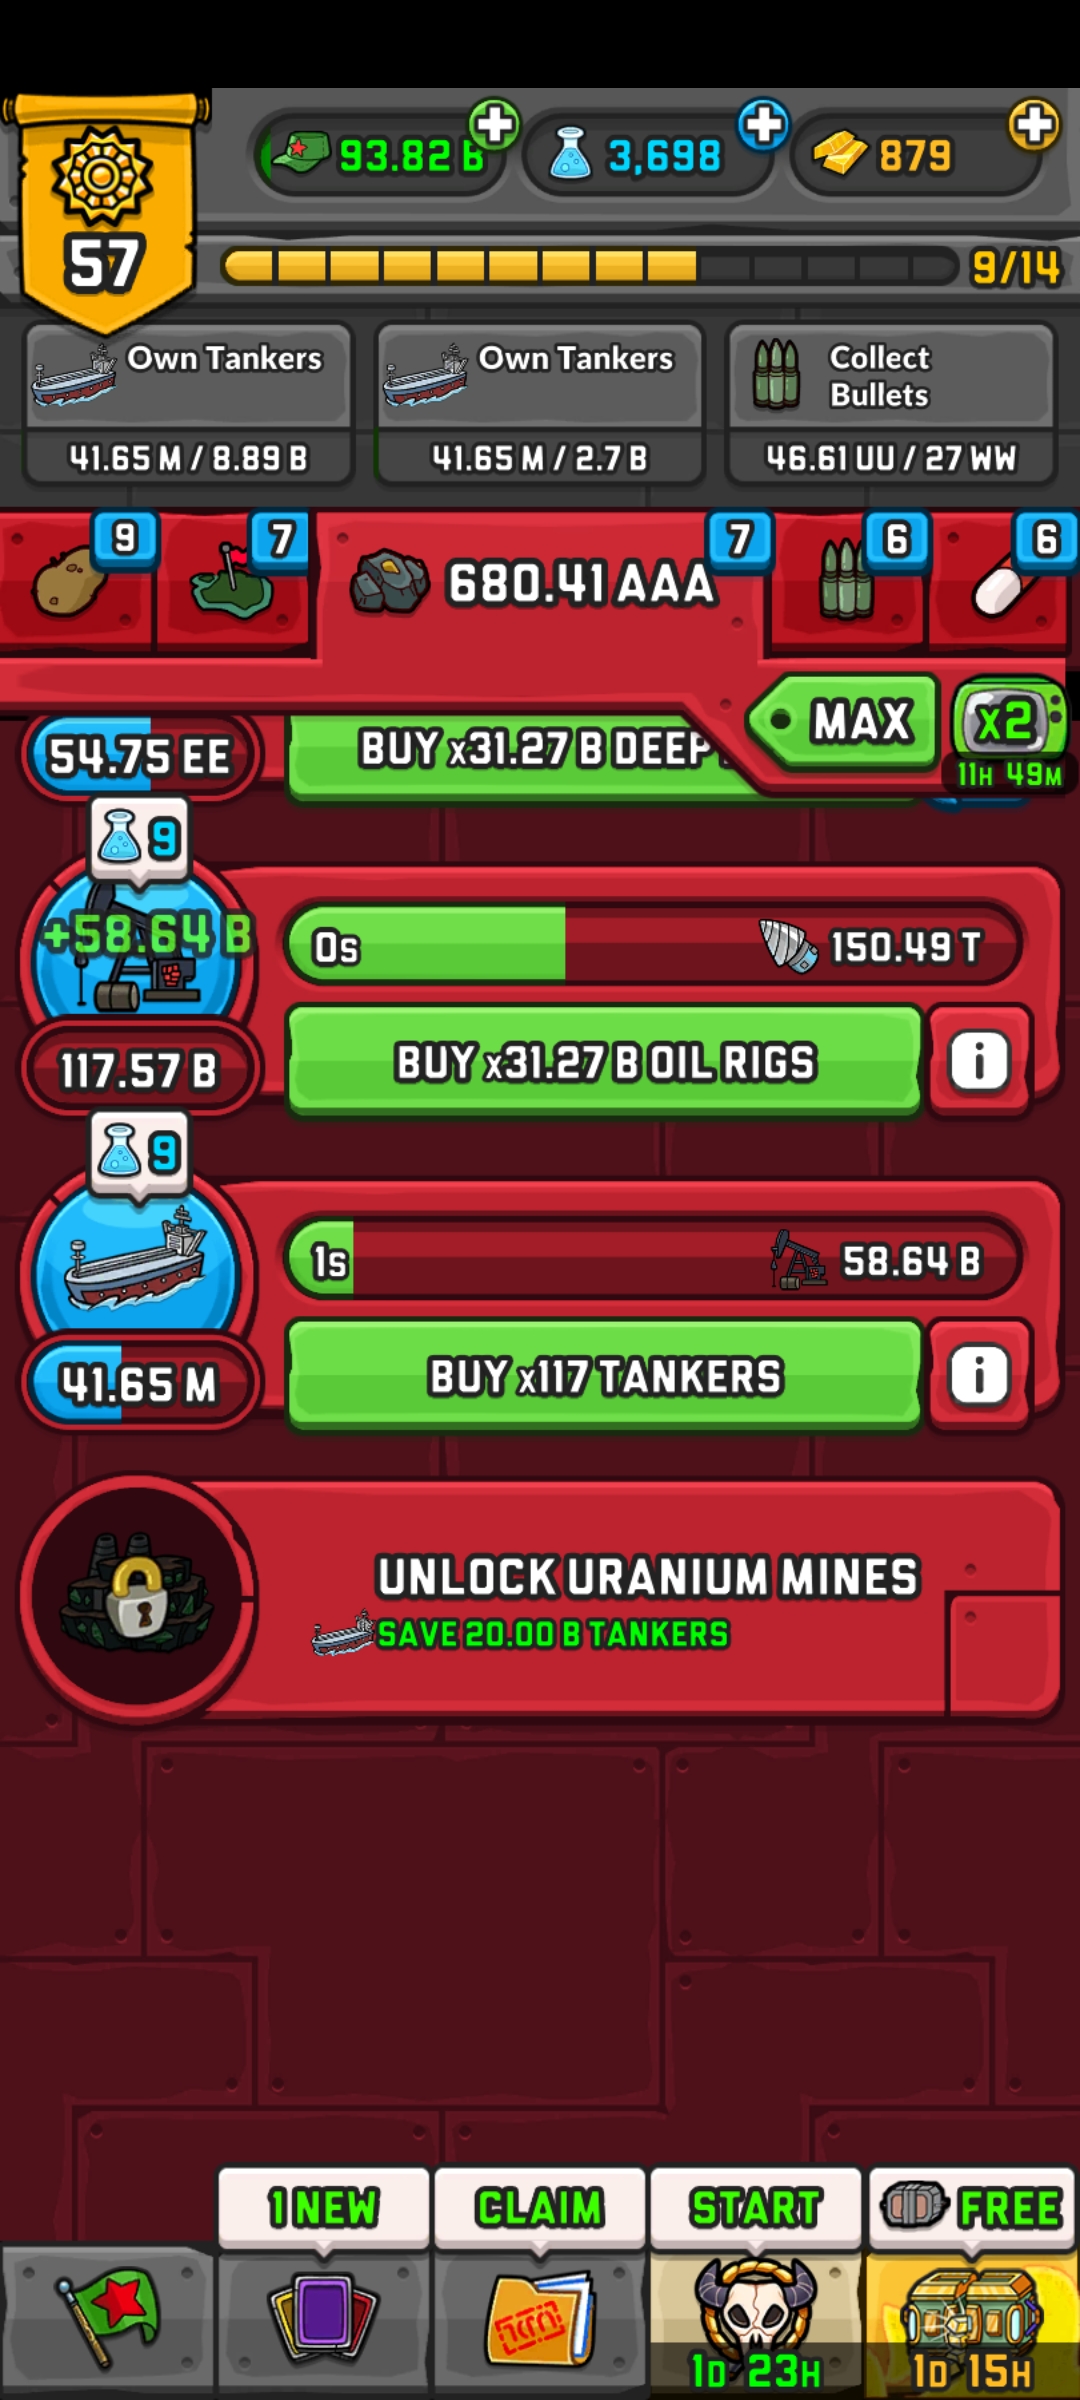 93.82 B
3,698
879
57
9/14
Own Tankers
41.65 M / 8.89 B
Own Tankers
41.65 M / 2.7 B
Collect
Bullets
46.61 UU / 27 WW
9
7
680.41 AAA
7
6
6
MAX
x2
11H 49M
54.75 EE
BUY x31.27 B DEEP
9
+58.64 B
0s
150.49 T
117.57 B
BUY x31.27 B OIL RIGS
i
9
1s
58.64 B
41.65 M
BUY x117 TANKERS
i
UNLOCK URANIUM MINES
SAVE 20.00 B TANKERS
1 NEW
CLAIM
START
FREE
1D 23H
1D 15H